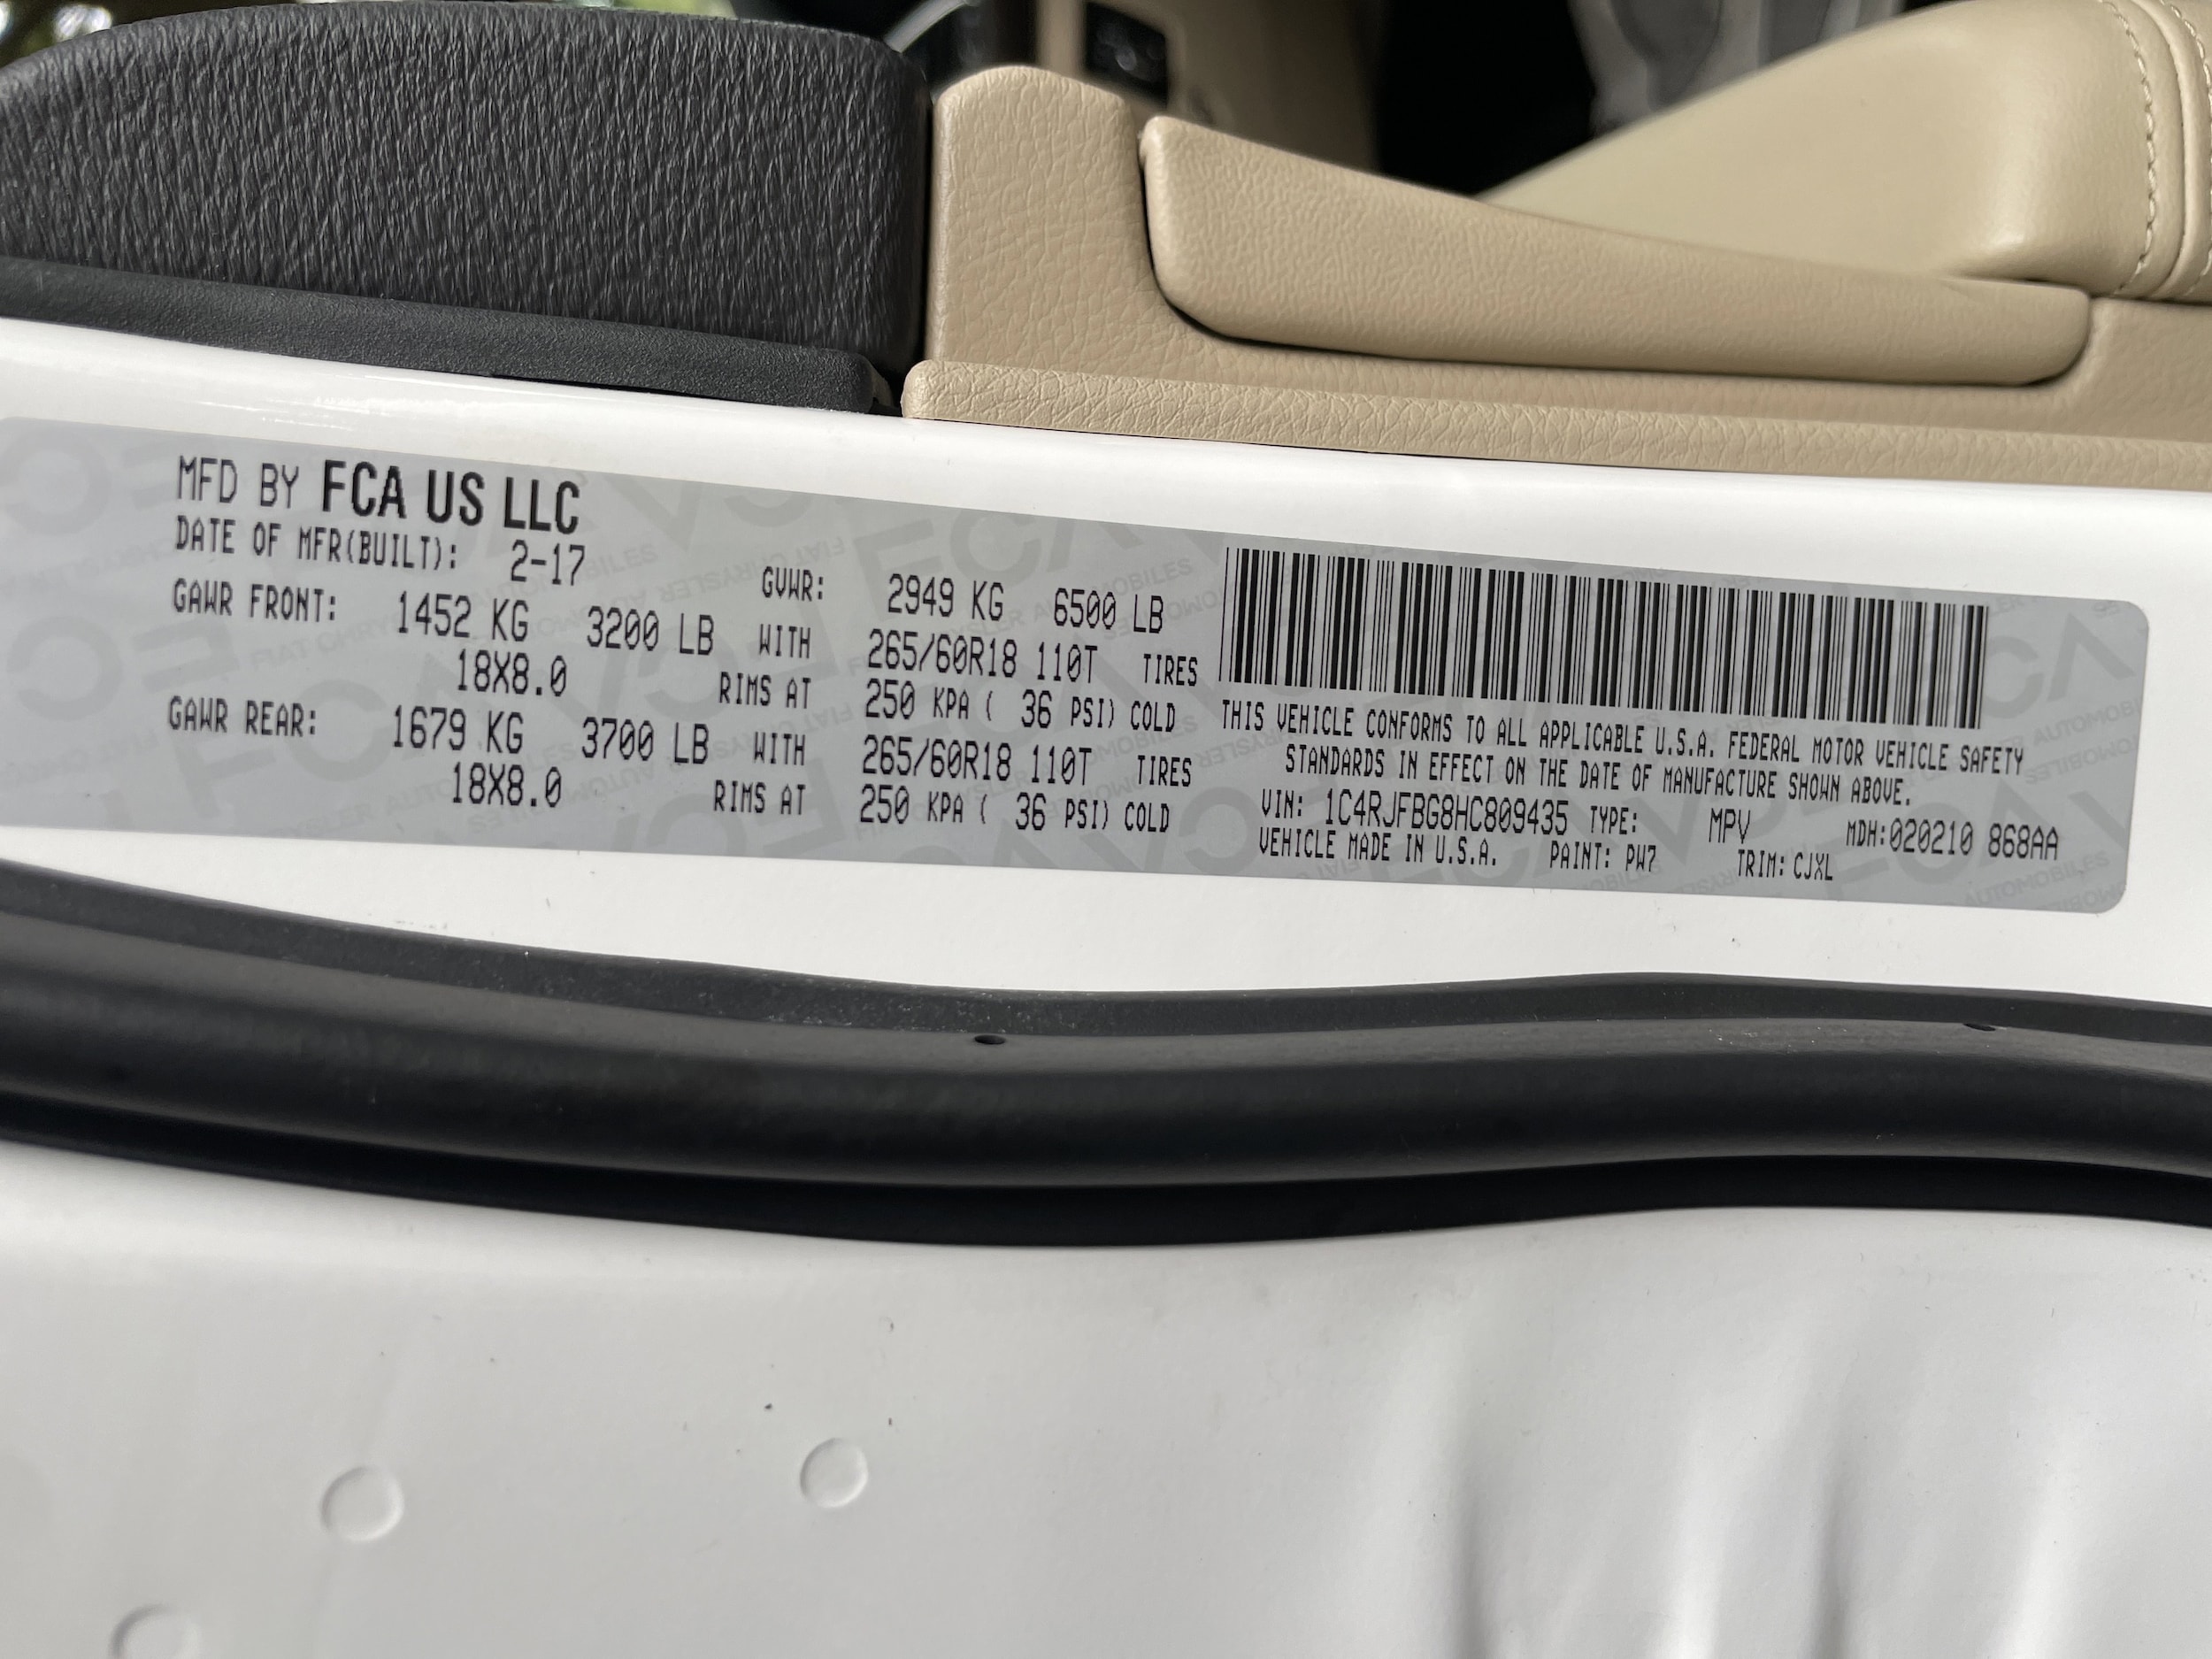 MFD BY FCA US LLC
DATE OF MFR(BUILT): 2-17
GVWR: 2949 KG 6500 LB
GAWR FRONT: 1452 KG 3200 LB WITH 265/60R18 110T TIRES
18X8.0 RIMS AT 250 KPA ( 36 PSI) COLD
GAWR REAR: 1679 KG 3700 LB WITH 265/60R18 110T TIRES
18X8.0 RIMS AT 250 KPA ( 36 PSI) COLD
THIS VEHICLE CONFORMS TO ALL APPLICABLE U.S.A. FEDERAL MOTOR VEHICLE SAFETY
STANDARDS IN EFFECT ON THE DATE OF MANUFACTURE SHOWN ABOVE.
VIN: 1C4RJFBG8HC809435 TYPE: MPV MDH:020210 868AA
VEHICLE MADE IN U.S.A. PAINT: PW7 TRIM: CJXL